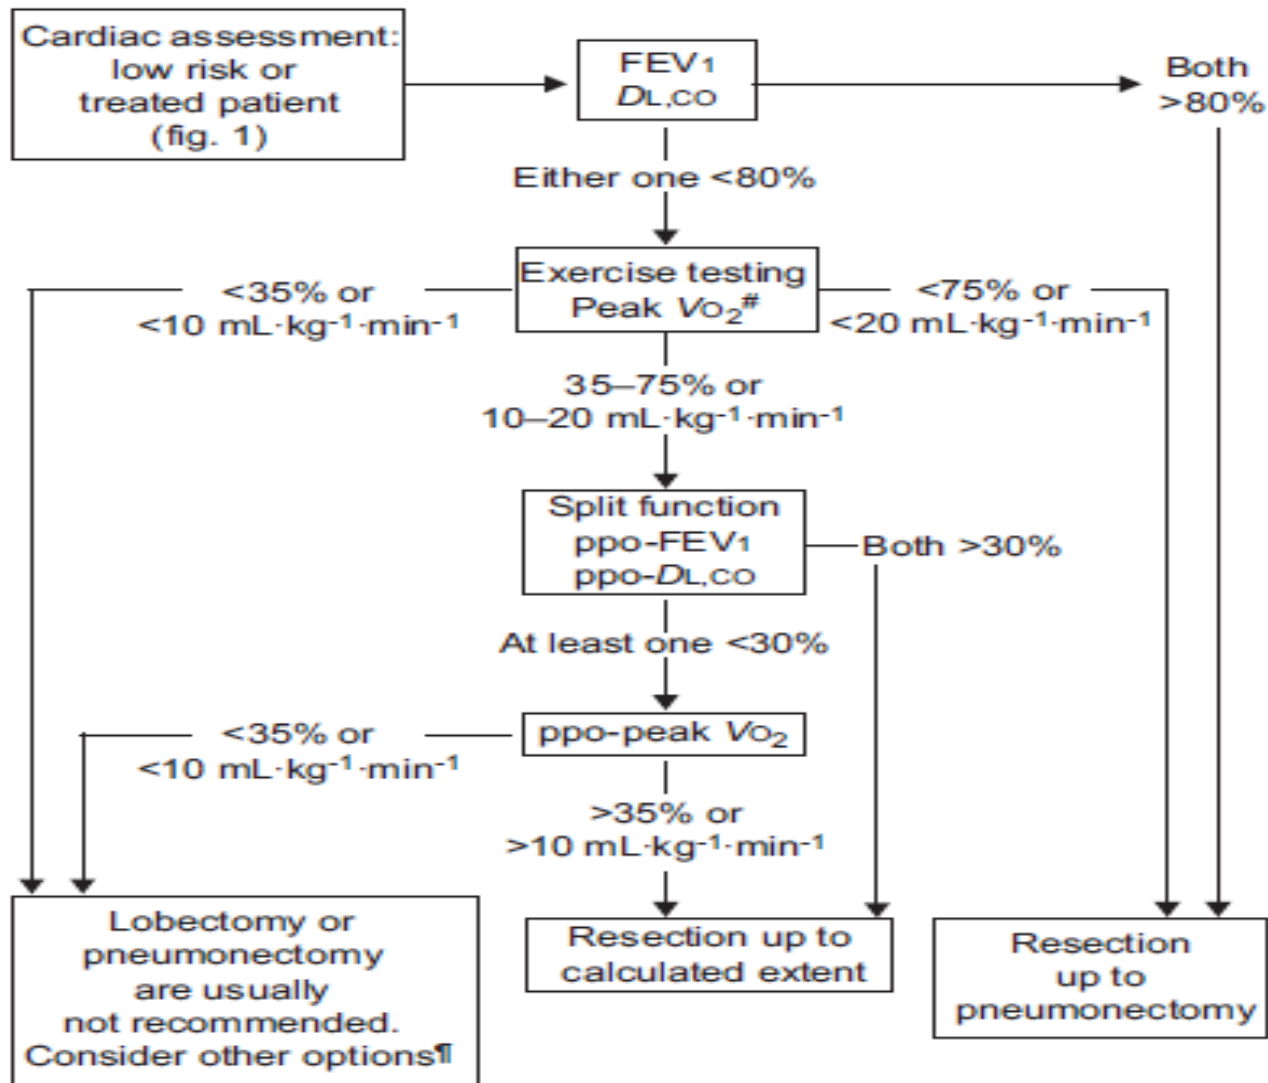 Cardiac assessment:
low risk or
treated patient
(fig. 1)
FEV1
DL,CO
Both
>80%
Either one <80%
Exercise testing
Peak VO2#
<35% or
<10 mL·kg-1·min-1
<75% or
<20 mL·kg-1·min-1
35–75% or
10–20 mL·kg-1·min-1
Split function
ppo-FEV1
ppo-DL,CO
Both >30%
At least one <30%
ppo-peak VO2
<35% or
<10 mL·kg-1·min-1
>35% or
>10 mL·kg-1·min-1
Lobectomy or
pneumonectomy
are usually
not recommended.
Consider other options¶
Resection up to
calculated extent
Resection
up to
pneumonectomy